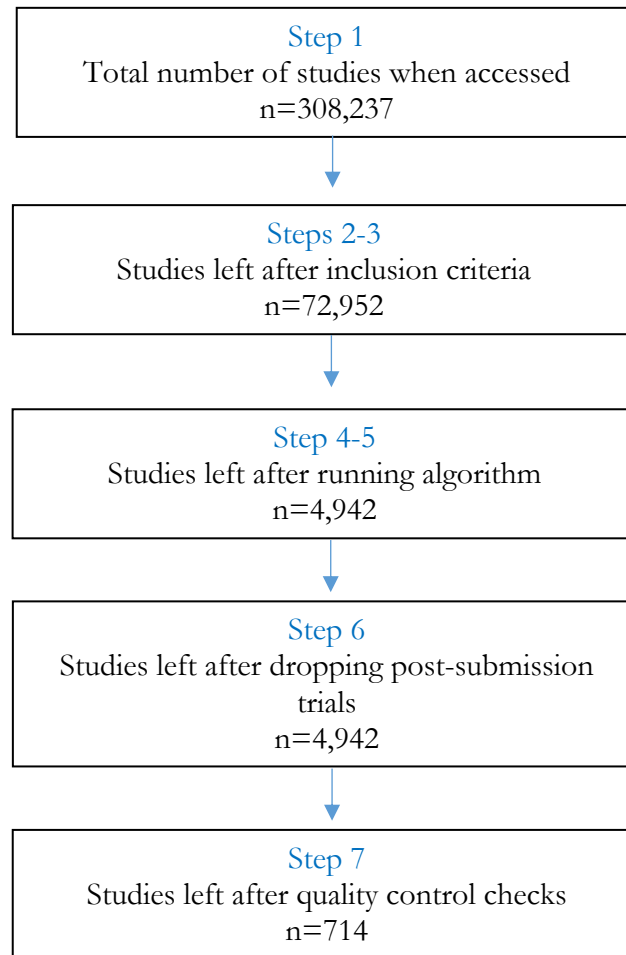 Step 1
Total number of studies when accessed
n=308,237
Steps 2-3
Studies left after inclusion criteria
n=72,952
Step 4-5
Studies left after running algorithm
n=4,942
Step 6
Studies left after dropping post-submission
trials
n=4,942
Step 7
Studies left after quality control checks
n=714